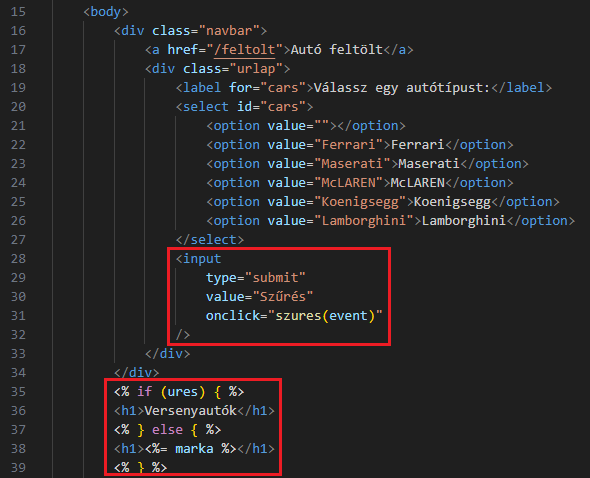 15 <body>
16 <div class="navbar">
17 <a href="/feltolt">Autó feltölt</a>
18 <div class="urlap">
19 <label for="cars">Válassz egy autótípust:</label>
20 <select id="cars">
21 <option value=""></option>
22 <option value="Ferrari">Ferrari</option>
23 <option value="Maserati">Maserati</option>
24 <option value="McLAREN">McLAREN</option>
25 <option value="Koenigsegg">Koenigsegg</option>
26 <option value="Lamborghini">Lamborghini</option>
27 </select>
28 <input
29 type="submit"
30 value="Szűrés"
31 onclick="szures(event)"
32 />
33 </div>
34 </div>
35 <% if (ures) { %>
36 <h1>Versenyautók</h1>
37 <% } else { %>
38 <h1><%= marka %></h1>
39 <% } %>